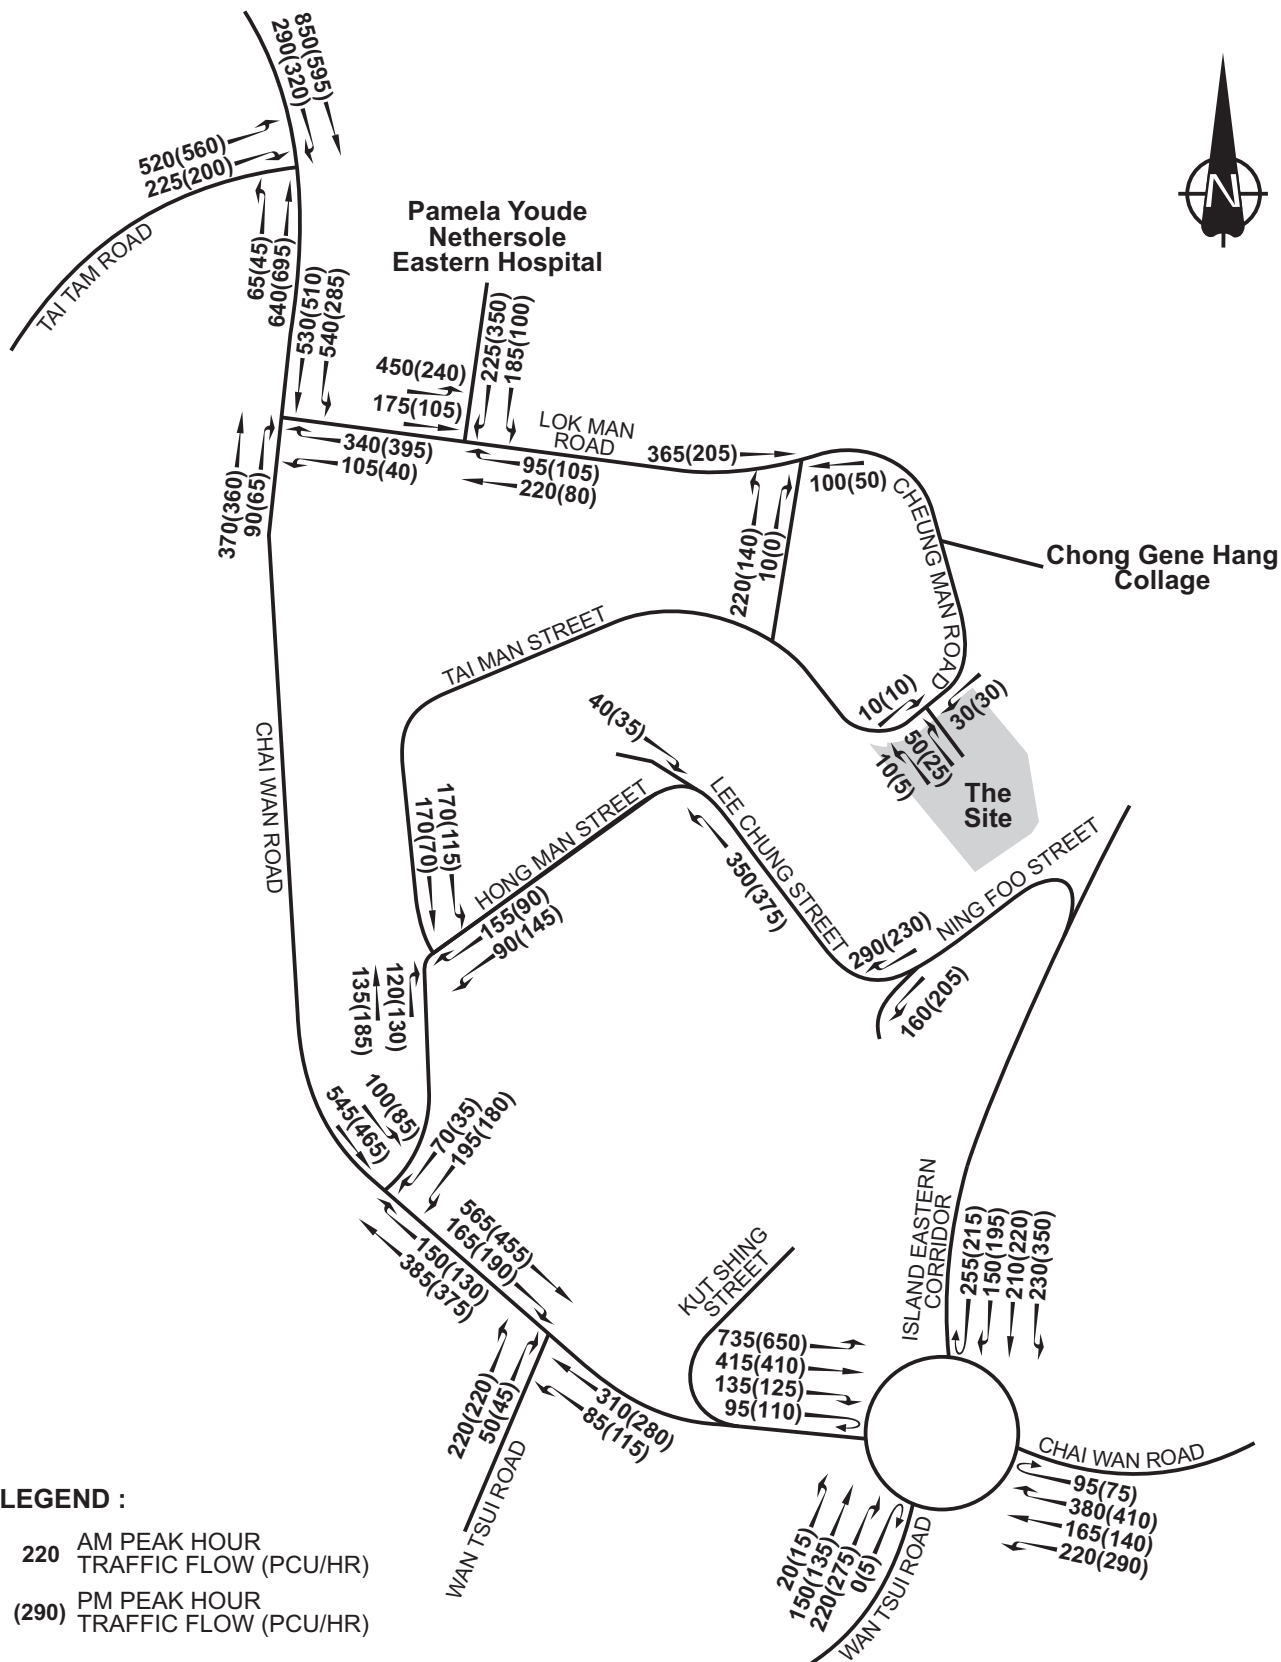 850(595)
290(320)
520(560)
225(200)
TAI TAM ROAD
65(45)
640(695)
530(510)
540(285)
Pamela Youde
Nethersole
Eastern Hospital
N
450(240)
175(105)
225(350)
185(100)
LOK MAN
ROAD
340(395)
105(40)
95(105)
220(80)
365(205)
100(50)
370(360)
90(65)
220(140)
10(0)
CHEUNG MAN ROAD
Chong Gene Hang
Collage
TAI MAN STREET
40(35)
10(10)
30(30)
50(25)
10(5)
The
Site
CHAI WAN ROAD
170(115)
170(70)
HONG MAN STREET
LEE CHUNG STREET
350(375)
155(90)
90(145)
NING FOO STREET
290(230)
160(205)
120(130)
135(185)
100(85)
545(465)
70(35)
195(180)
565(455)
165(190)
150(130)
385(375)
ISLAND EASTERN
CORRIDOR
255(215)
150(195)
210(220)
230(350)
KUT SHING
STREET
735(650)
415(410)
135(125)
95(110)
220(220)
50(45)
310(280)
85(115)
WAN TSUI ROAD
CHAI WAN ROAD
95(75)
380(410)
165(140)
220(290)
20(15)
150(135)
220(275)
0(5)
WAN TSUI ROAD
LEGEND :
220 AM PEAK HOUR
TRAFFIC FLOW (PCU/HR)
(290) PM PEAK HOUR
TRAFFIC FLOW (PCU/HR)